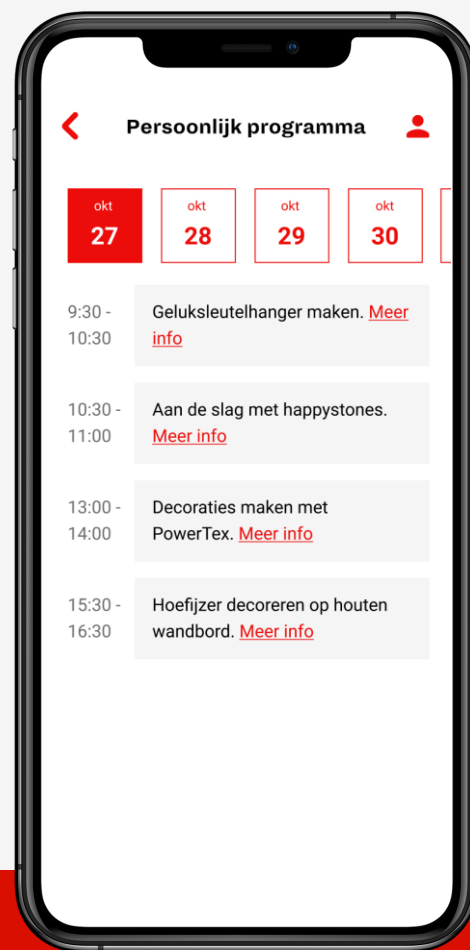 Persoonlijk programma
okt okt okt okt
27 28 29 30
9:30 - Geluksleutelhanger maken. Meer
10:30 info
10:30 - Aan de slag met happystones.
11:00 Meer info
13:00 - Decoraties maken met
14:00 PowerTex. Meer info
15:30 - Hoefijzer decoreren op houten
16:30 wandbord. Meer info